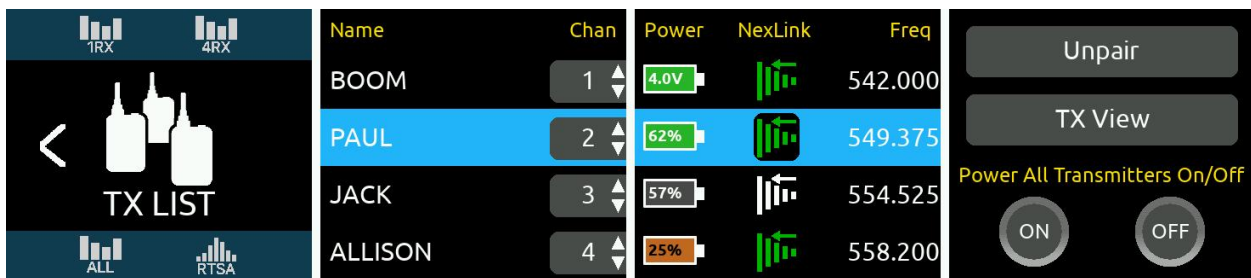 1RX 4RX
TX LIST
ALL RTSA
Name Chan Power NexLink Freq
BOOM 1 4.0V 542.000
PAUL 2 62% 549.375
JACK 3 57% 554.525
ALLISON 4 25% 558.200
Unpair
TX View
Power All Transmitters On/Off
ON OFF